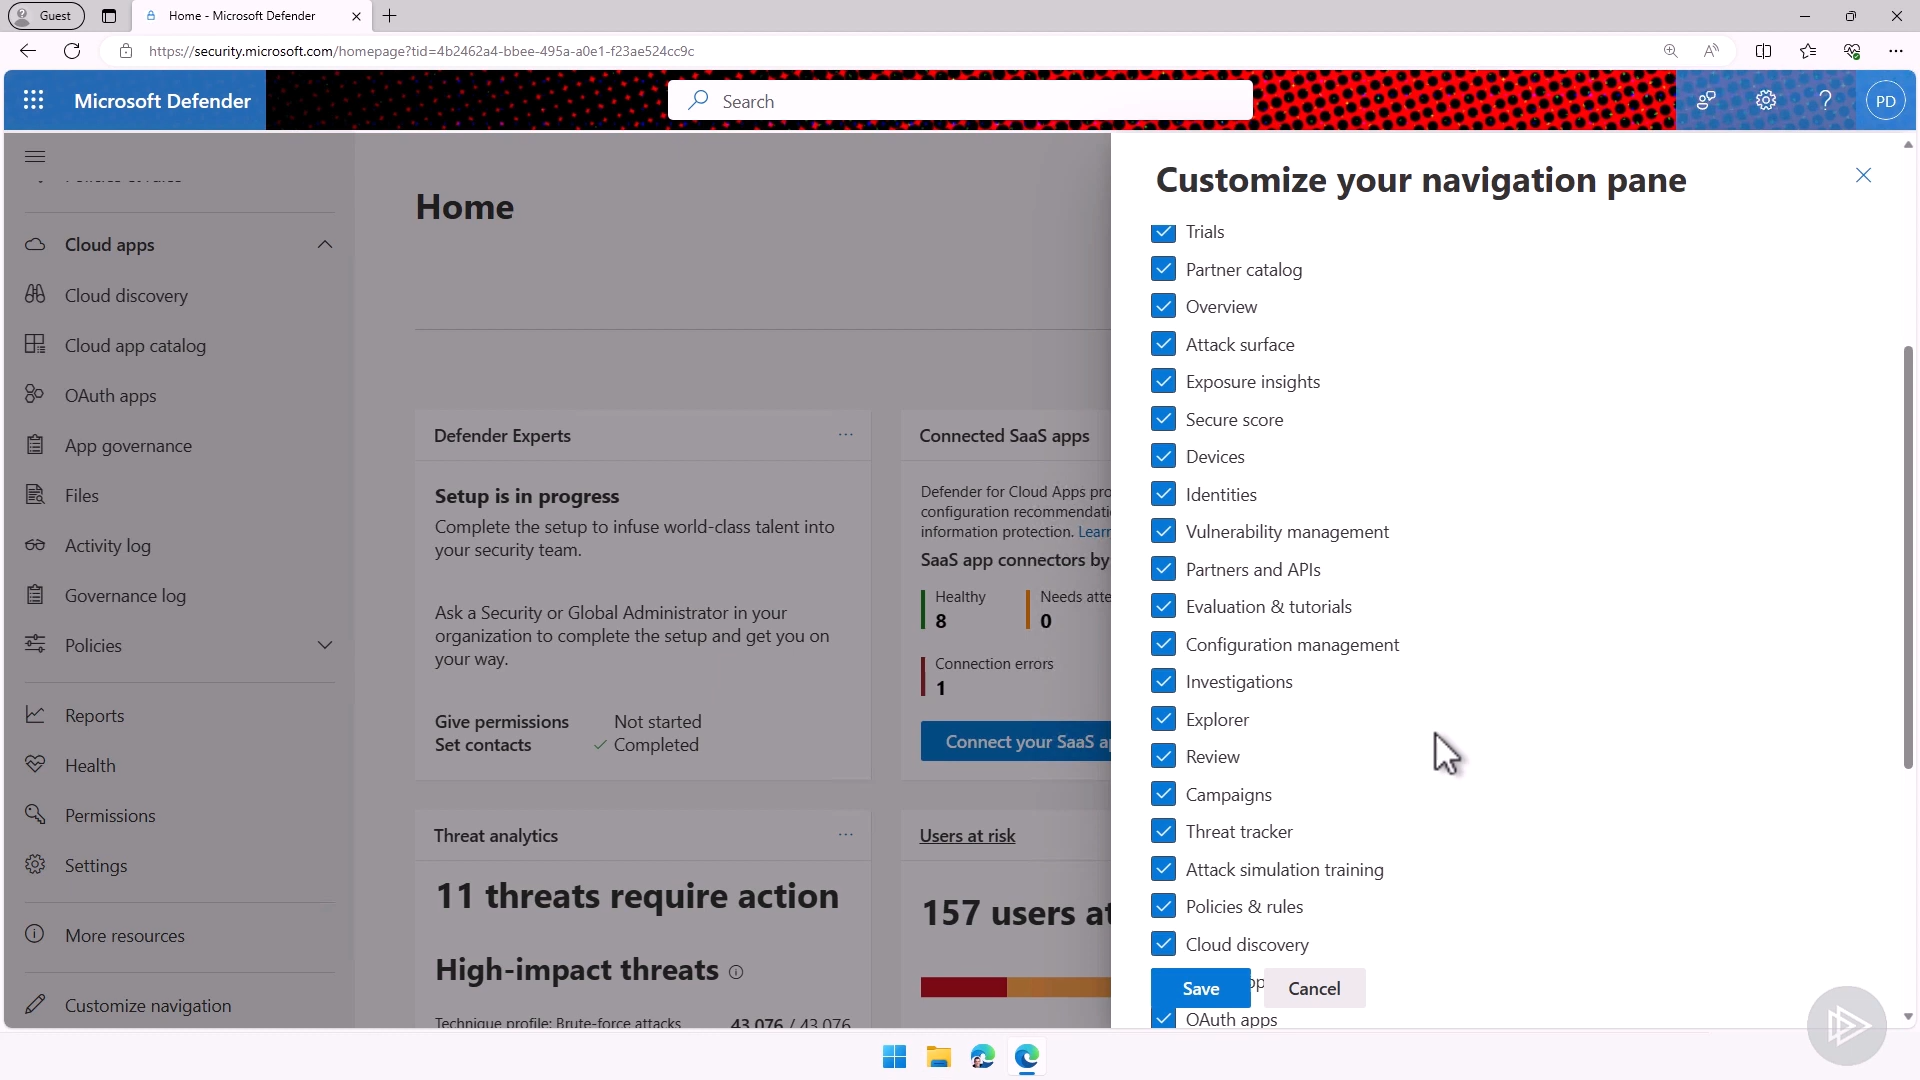 Guest
Home - Microsoft Defender
https://security.microsoft.com/homepage?tid=4b2462a4-bbee-495a-a0e1-f23ae524cc9c
Microsoft Defender
Search
PD
Cloud apps
Cloud discovery
Cloud app catalog
OAuth apps
App governance
Files
Activity log
Governance log
Policies
Reports
Health
Permissions
Settings
More resources
Customize navigation
Home
Defender Experts
Setup is in progress
Complete the setup to infuse world-class talent into
your security team.
Ask a Security or Global Administrator in your
organization to complete the setup and get you on
your way.
Give permissions Not started
Set contacts Completed
Connected SaaS apps
Defender for Cloud Apps pro
configuration recommendati
information protection. Learn
SaaS app connectors by
Healthy
8
Needs atte
0
Connection errors
1
Connect your SaaS ap
Threat analytics
11 threats require action
High-impact threats
Technique profile: Brute-force attacks 43,076 / 43,076
Users at risk
157 users at
Customize your navigation pane
Trials
Partner catalog
Overview
Attack surface
Exposure insights
Secure score
Devices
Identities
Vulnerability management
Partners and APIs
Evaluation & tutorials
Configuration management
Investigations
Explorer
Review
Campaigns
Threat tracker
Attack simulation training
Policies & rules
Cloud discovery
Save
Cancel
OAuth apps